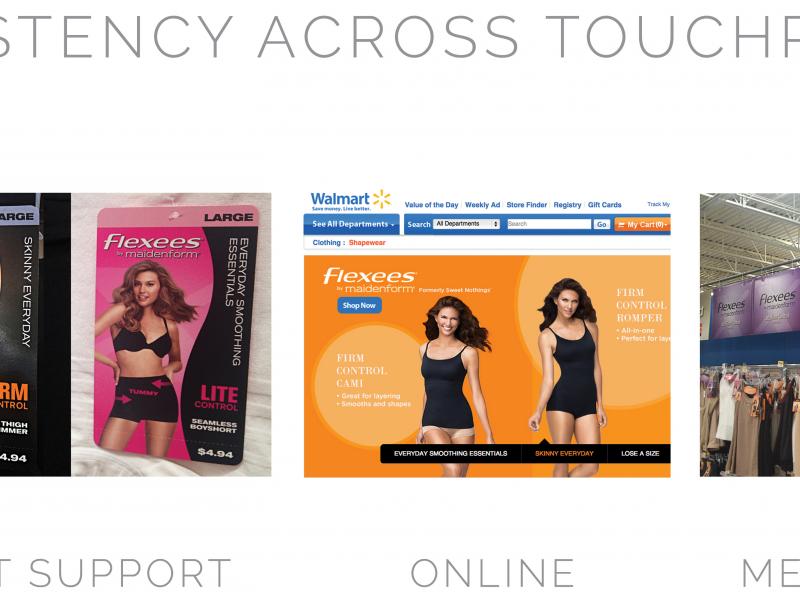 STENCY ACROSS TOUCHP
ARGE
SKINNY EVERYDAY
RM
NTROL
THIGH
MMER
4.94
LARGE
flexees
by maidenform
EVERYDAY SMOOTHING
ESSENTIALS
TUMMY
LITE
CONTROL
SEAMLESS
BOYSHORT
$4.94
Walmart
Save money. Live better.
Value of the Day Weekly Ad Store Finder Registry Gift Cards Track My
See All Departments Search All Departments Search Go My Cart (0)
Clothing : Shapewear
flexees
by maidenform Formerly Sweet Nothings
Shop Now
FIRM
CONTROL
CAMI
• Great for layering
• Smooths and shapes
FIRM
CONTROL
ROMPER
• All-in-one
• Perfect for laye
EVERYDAY SMOOTHING ESSENTIALS SKINNY EVERYDAY LOSE A SIZE
flexees flexees
T SUPPORT
ONLINE
ME